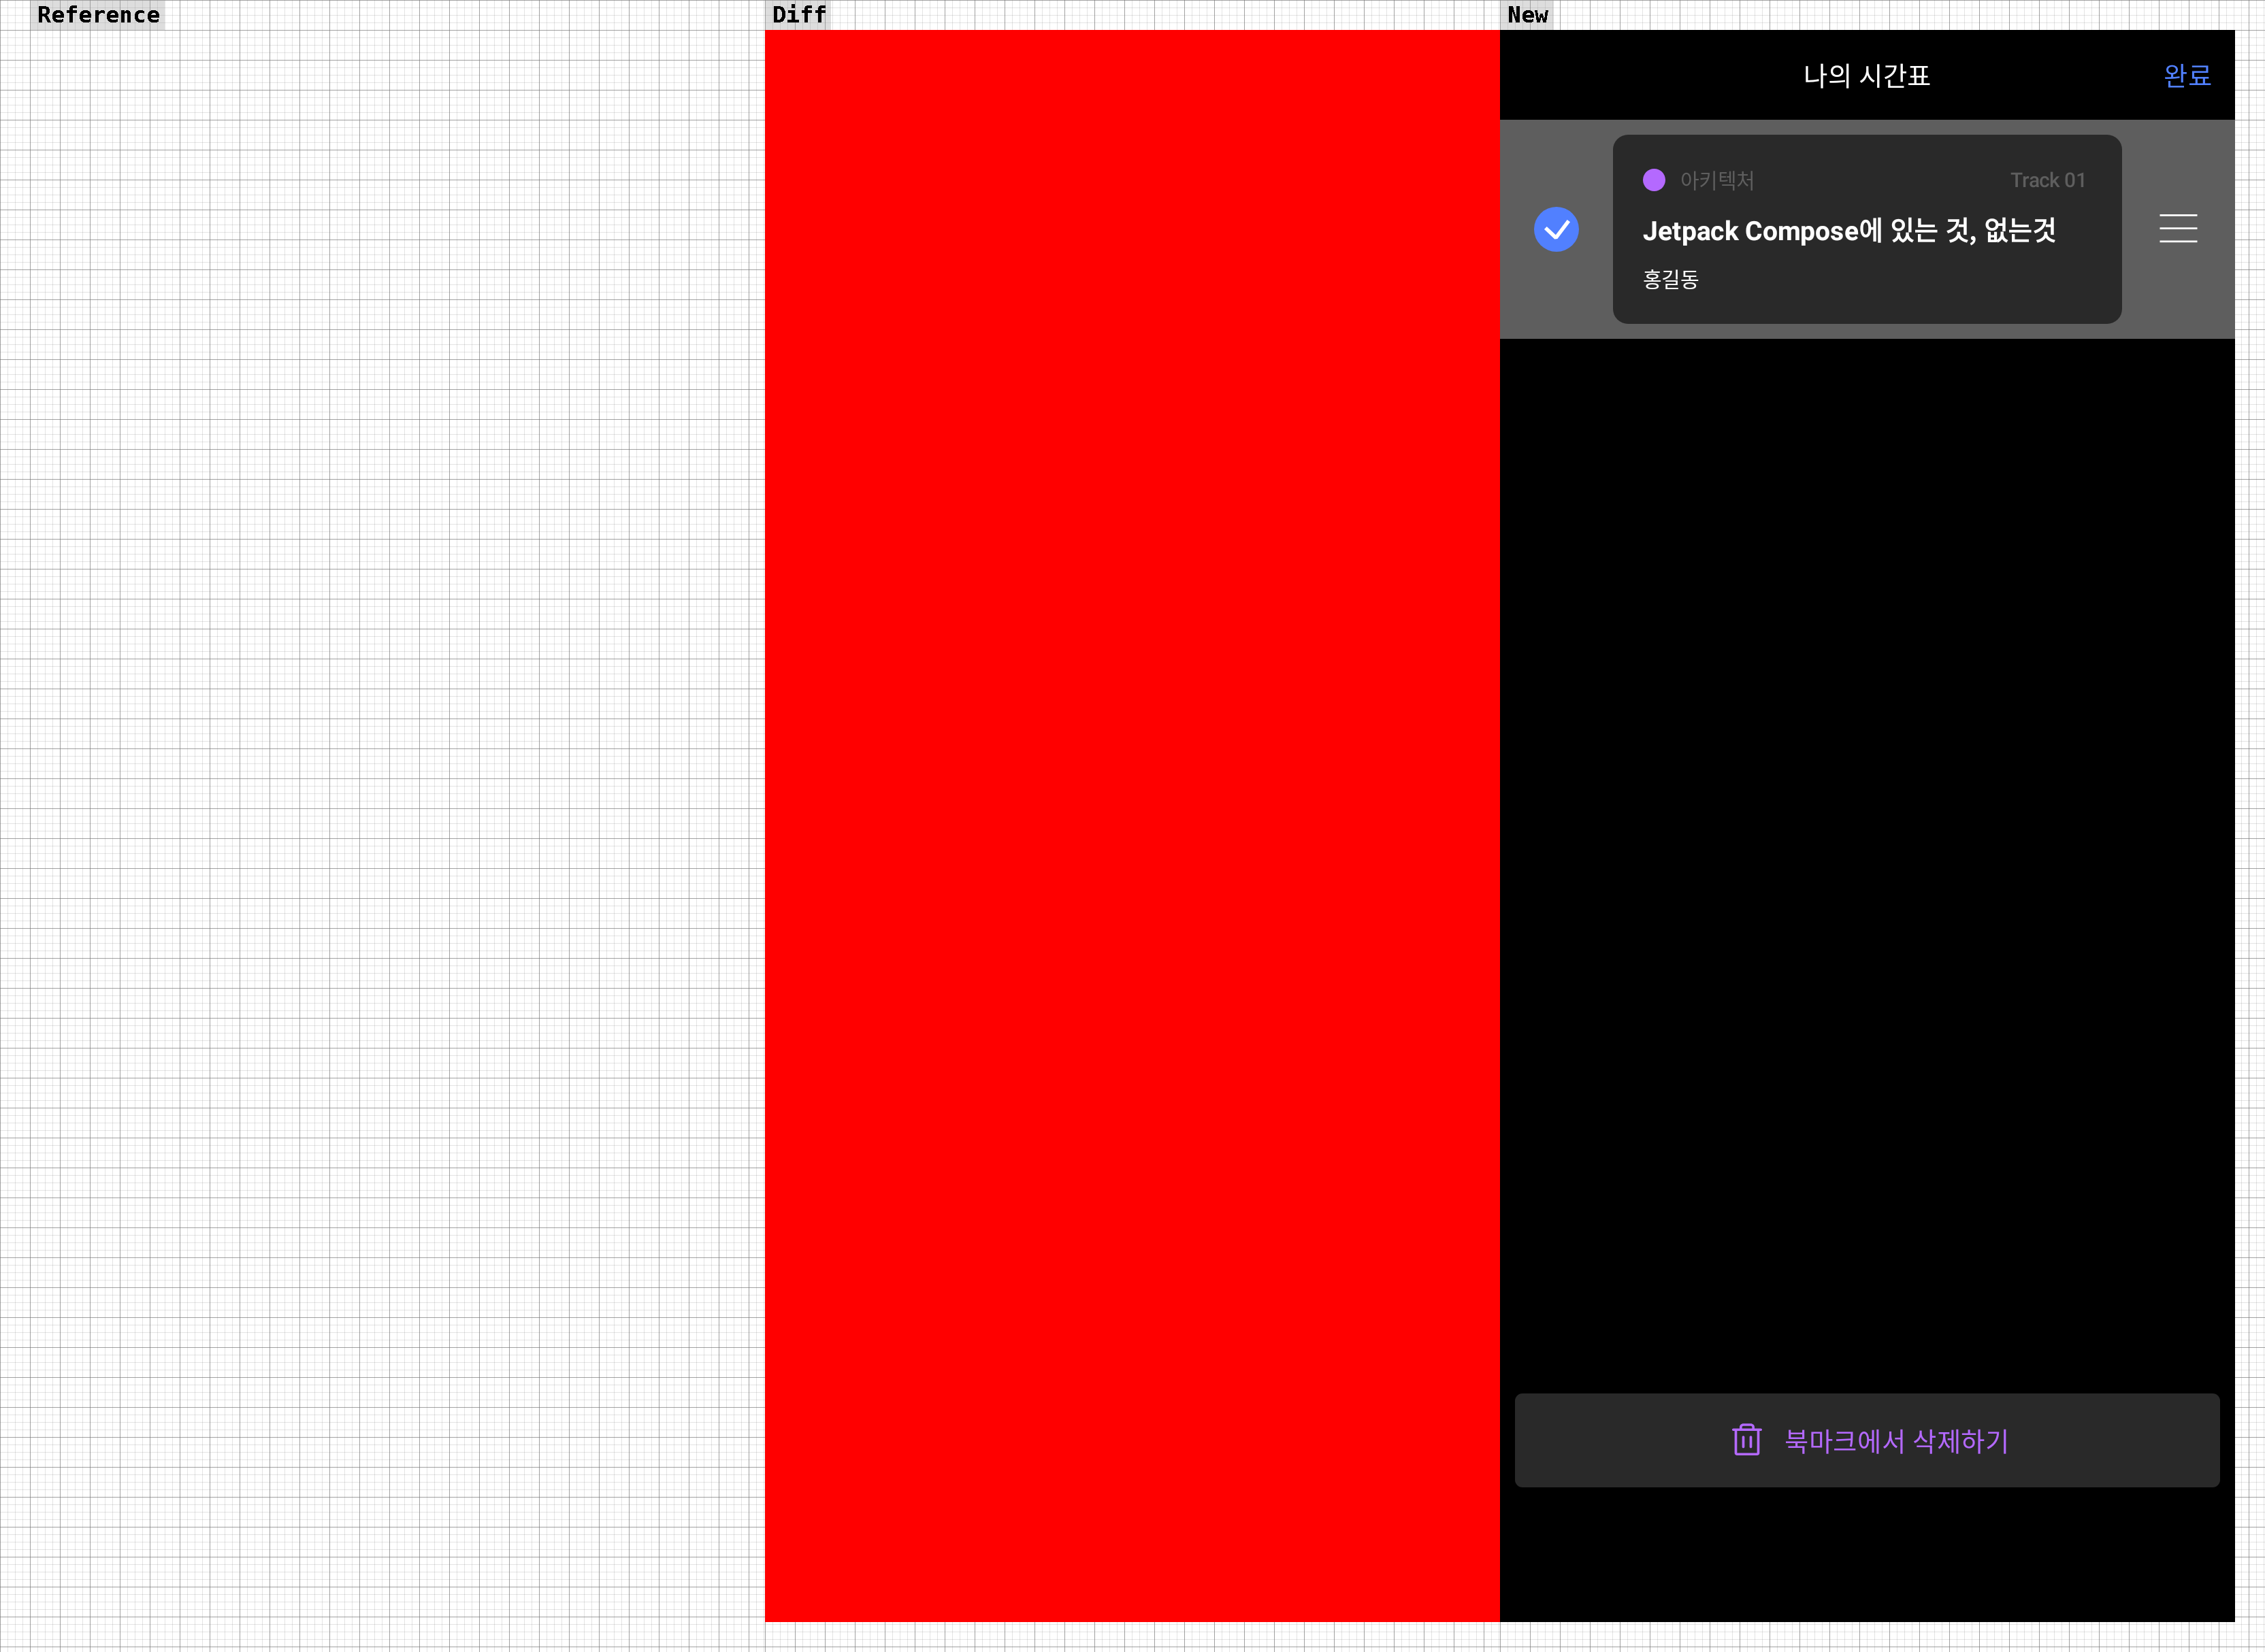 Reference
Diff
New
나의 시간표
완료
아키텍처
Track 01
Jetpack Compose에 있는 것, 없는것
홍길동
북마크에서 삭제하기